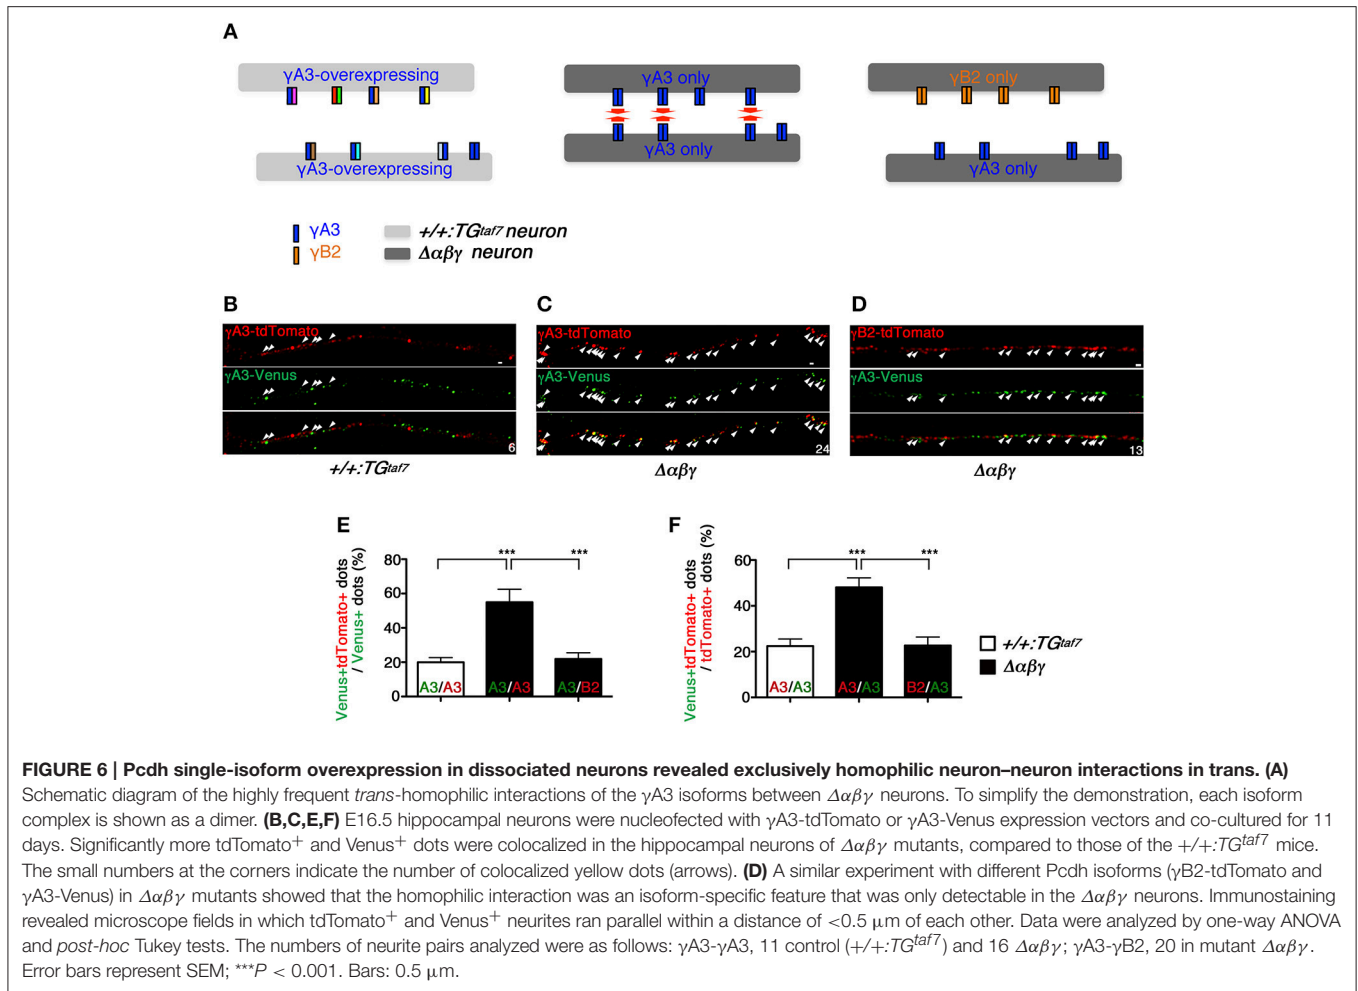 A
γA3-overexpressing
γA3 only
γB2 only
γA3-overexpressing
γA3 only
γA3 only
γA3
+/+:TGtaf7 neuron
γB2
Δαβγ neuron
B
C
D
γA3-tdTomato
γA3-tdTomato
γB2-tdTomato
γA3-Venus
γA3-Venus
γA3-Venus
6
24
13
+/+:TGtaf7
Δαβγ
Δαβγ
E
Venus+tdTomato+ dots
/ Venus+ dots (%)
80
60
40
20
0
***
***
A3/A3
A3/A3
A3/B2
F
Venus+tdTomato+ dots
/ tdTomato+ dots (%)
60
40
20
0
***
***
A3/A3
A3/A3
B2/A3
+/+:TGtaf7
Δαβγ
FIGURE 6 | Pcdh single-isoform overexpression in dissociated neurons revealed exclusively homophilic neuron–neuron interactions in trans. (A)
Schematic diagram of the highly frequent trans-homophilic interactions of the γA3 isoforms between Δαβγ neurons. To simplify the demonstration, each isoform
complex is shown as a dimer. (B,C,E,F) E16.5 hippocampal neurons were nucleofected with γA3-tdTomato or γA3-Venus expression vectors and co-cultured for 11
days. Significantly more tdTomato+ and Venus+ dots were colocalized in the hippocampal neurons of Δαβγ mutants, compared to those of the +/+:TGtaf7 mice.
The small numbers at the corners indicate the number of colocalized yellow dots (arrows). (D) A similar experiment with different Pcdh isoforms (γB2-tdTomato and
γA3-Venus) in Δαβγ mutants showed that the homophilic interaction was an isoform-specific feature that was only detectable in the Δαβγ neurons. Immunostaining
revealed microscope fields in which tdTomato+ and Venus+ neurites ran parallel within a distance of <0.5 μm of each other. Data were analyzed by one-way ANOVA
and post-hoc Tukey tests. The numbers of neurite pairs analyzed were as follows: γA3-γA3, 11 control (+/+:TGtaf7) and 16 Δαβγ; γA3-γB2, 20 in mutant Δαβγ.
Error bars represent SEM; ***P < 0.001. Bars: 0.5 μm.